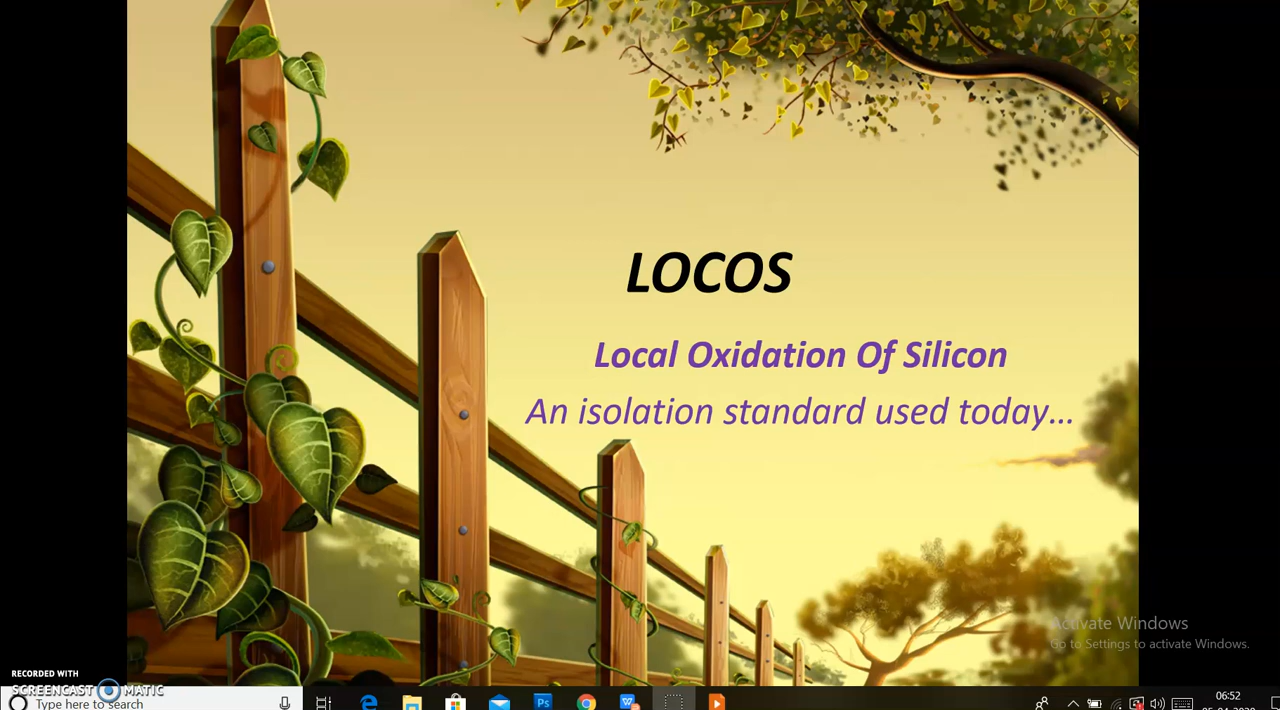 LOCOS
Local Oxidation Of Silicon
An isolation standard used today...
Activate Windows
Go to Settings to activate Windows.
RECORDED WITH
SCREENCAST MATIC
Type here to search
Ps
W
06:52